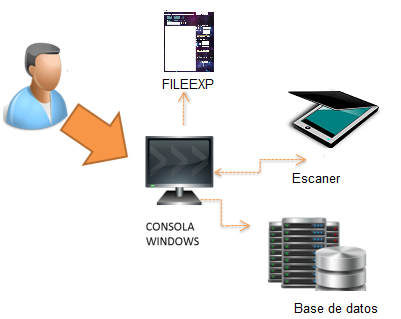 FILEEXP
Escaner
CONSOLA
WINDOWS
Base de datos